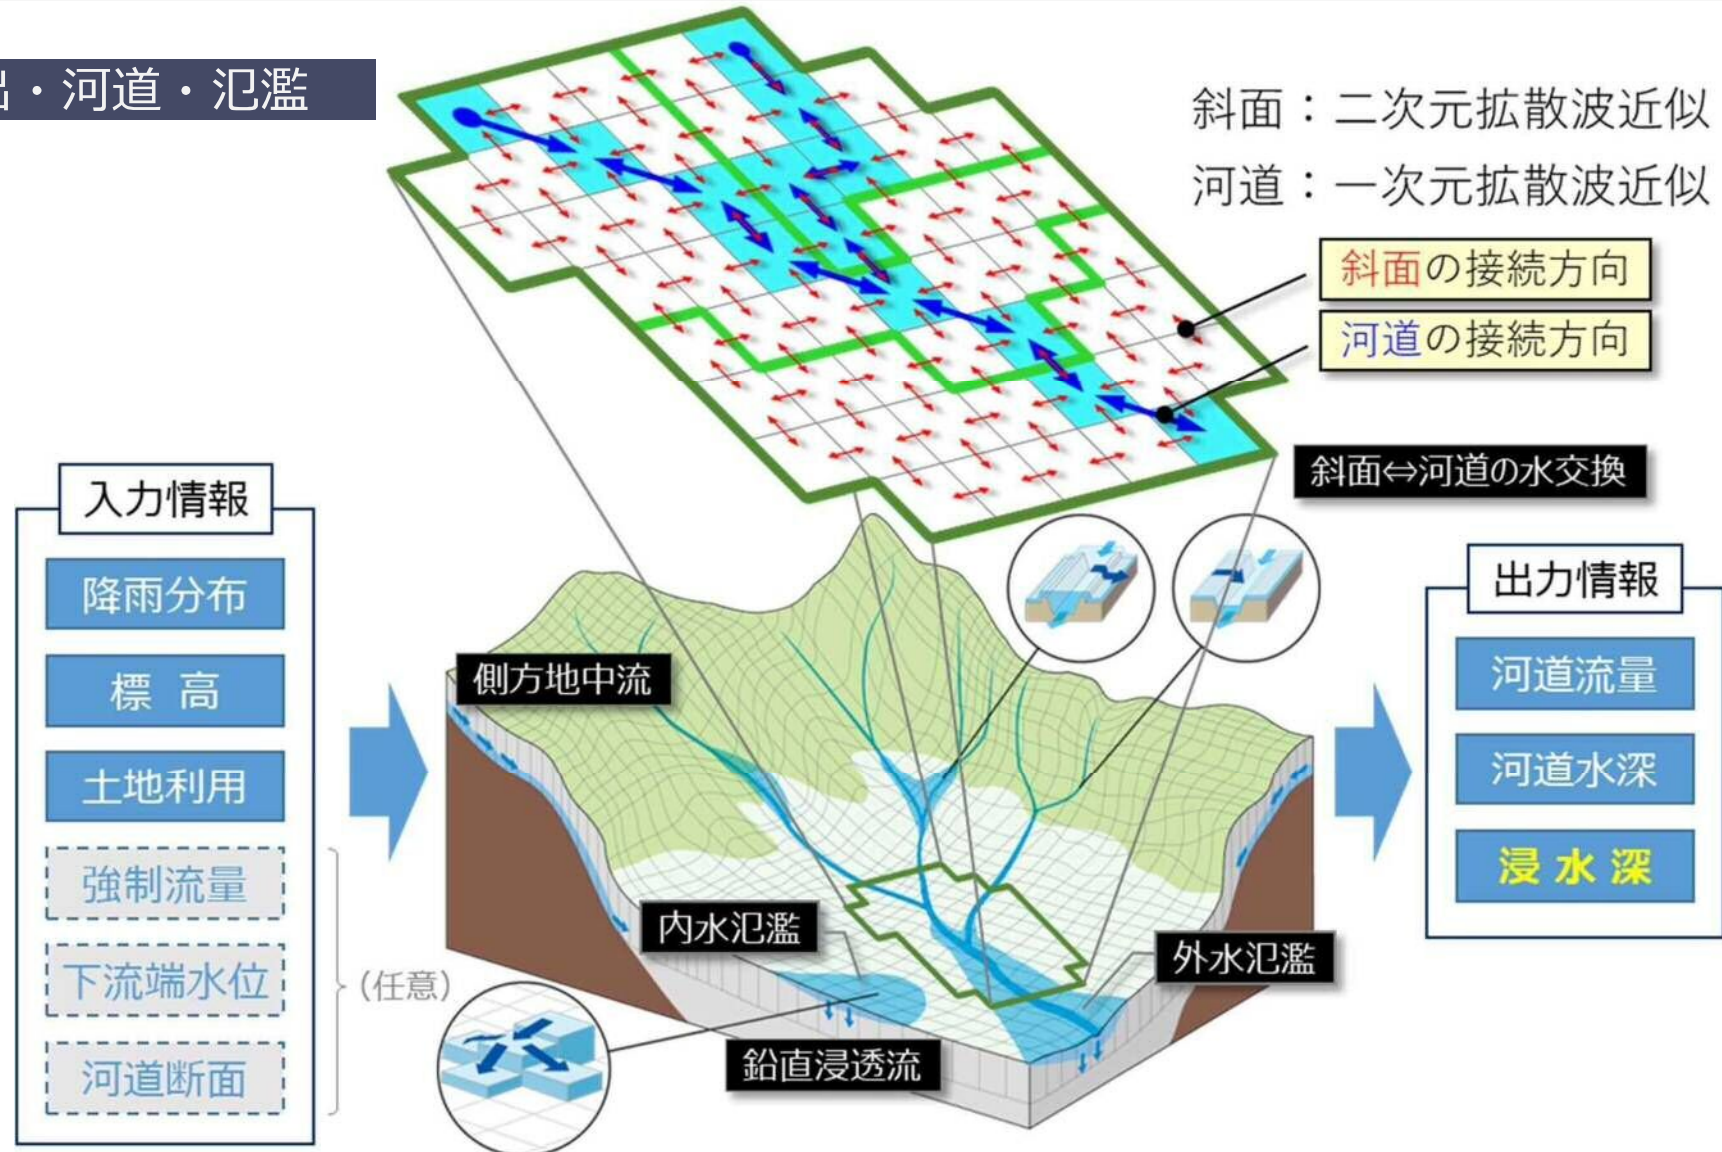 出・河道・氾濫
斜面：二次元拡散波近似
河道：一次元拡散波近似
斜面の接続方向
河道の接続方向
斜面⇔河道の水交換
入力情報
降雨分布
標 高
土地利用
強制流量
下流端水位
河道断面
（任意）
側方地中流
内水氾濫
外水氾濫
鉛直浸透流
出力情報
河道流量
河道水深
浸 水 深